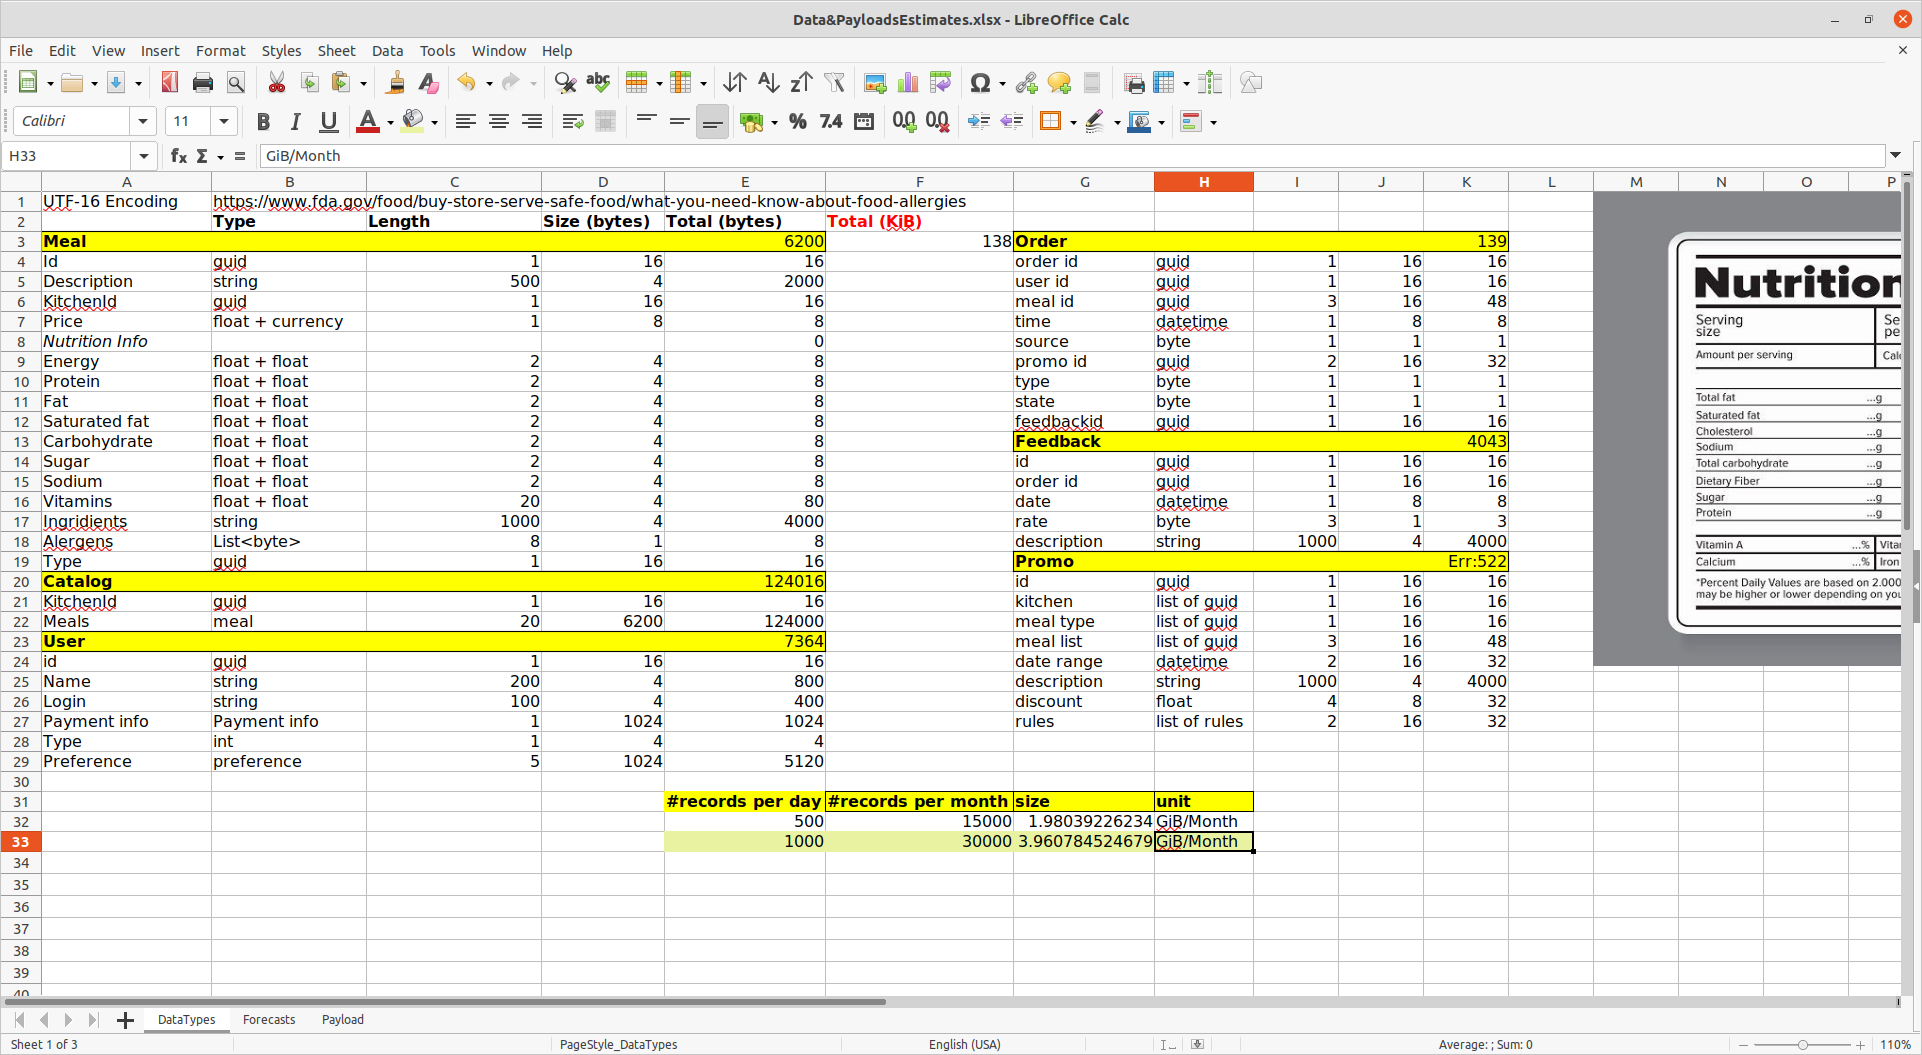 Data&PayloadsEstimates.xlsx - LibreOffice Calc
File Edit View Insert Format Styles Sheet Data Tools Window Help
Calibri 11
H33 GiB/Month
A B C D E F G H I J K L M N O P
1 UTF-16 Encoding https://www.fda.gov/food/buy-store-serve-safe-food/what-you-need-know-about-food-allergies
2 Type Length Size (bytes) Total (bytes) Total (KiB)
3 Meal 6200 138 Order 139
4 Id guid 1 16 16 order id guid 1 16 16
5 Description string 500 4 2000 user id guid 1 16 16
6 KitchenId guid 1 16 16 meal id guid 3 16 48
7 Price float + currency 1 8 8 time datetime 1 8 8
8 Nutrition Info 0 source byte 1 1 1
9 Energy float + float 2 4 8 promo id guid 2 16 32
10 Protein float + float 2 4 8 type byte 1 1 1
11 Fat float + float 2 4 8 state byte 1 1 1
12 Saturated fat float + float 2 4 8 feedbackid guid 1 16 16
13 Carbohydrate float + float 2 4 8 Feedback 4043
14 Sugar float + float 2 4 8 id guid 1 16 16
15 Sodium float + float 2 4 8 order id guid 1 16 16
16 Vitamins float + float 20 4 80 date datetime 1 8 8
17 Ingridients string 1000 4 4000 rate byte 3 1 3
18 Alergens List<byte> 8 1 8 description string 1000 4 4000
19 Type guid 1 16 16 Promo Err:522
20 Catalog 124016 id guid 1 16 16
21 KitchenId guid 1 16 16 kitchen list of guid 1 16 16
22 Meals meal 20 6200 124000 meal type list of guid 1 16 16
23 User 7364 meal list list of guid 3 16 48
24 id guid 1 16 16 date range datetime 2 16 32
25 Name string 200 4 800 description string 1000 4 4000
26 Login string 100 4 400 discount float 4 8 32
27 Payment info Payment info 1 1024 1024 rules list of rules 2 16 32
28 Type int 1 4 4
29 Preference preference 5 1024 5120
30
31 #records per day #records per month size unit
32 500 15000 1.98039226234 GiB/Month
33 1000 30000 3.960784524679 GiB/Month
34
35
36
37
38
39
40
Nutrition
Serving size Se pe
Amount per serving Cal
Total fat ...g
Saturated fat ...g
Cholesterol ...g
Sodium ...g
Total carbohydrate ...g
Dietary Fiber ...g
Sugar ...g
Protein ...g
Vitamin A ...% Vita
Calcium ...% Iron
*Percent Daily Values are based on 2.000
may be higher or lower depending on you
DataTypes Forecasts Payload
Sheet 1 of 3 PageStyle_DataTypes English (USA) Average: ; Sum: 0 110%